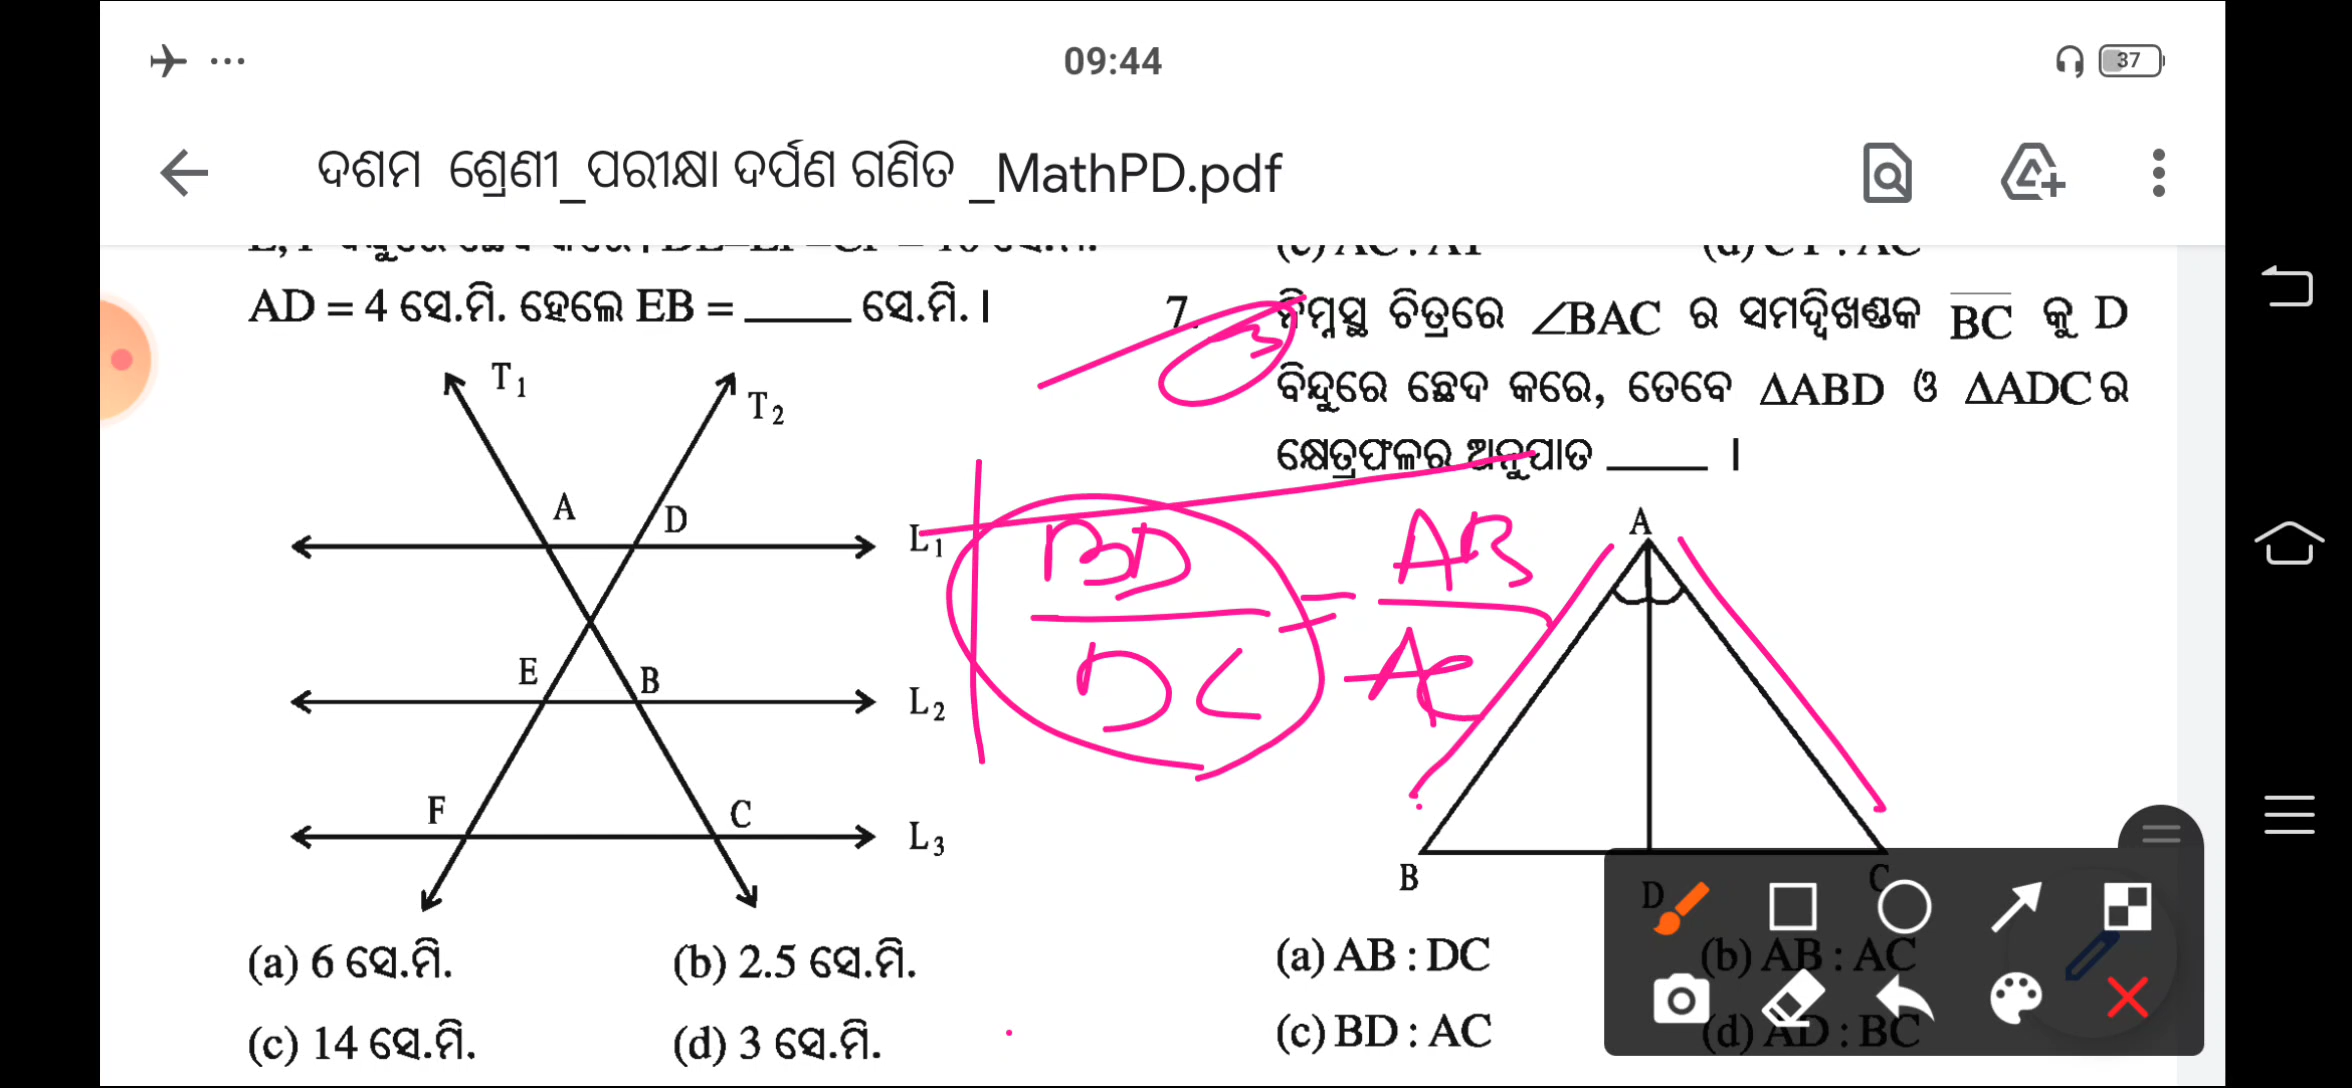 09:44
37
ଦଶମ ଶ୍ରେଣୀ_ପରୀକ୍ଷା ଦର୍ପଣ ଗଣିତ _MathPD.pdf
AD = 4 ସେ.ମି. ହେଲେ EB = _____ ସେ.ମି. ।
T1
T2
A
D
L1
E
B
L2
F
C
L3
(a) 6 ସେ.ମି.
(b) 2.5 ସେ.ମି.
(c) 14 ସେ.ମି.
(d) 3 ସେ.ମି.
7. ନିମ୍ନସ୍ଥ ଚିତ୍ରରେ ∠BAC ର ସମଦ୍ୱିଖଣ୍ଡକ BC କୁ D
ବିନ୍ଦୁରେ ଛେଦ କରେ, ତେବେ ΔABD ଓ ΔADC ର
କ୍ଷେତ୍ରଫଳର ଅନୁପାତ _____ ।
BD/DC = AB/AC
A
B
D
C
(a) AB : DC
(b) AB : AC
(c) BD : AC
(d) AD : BC